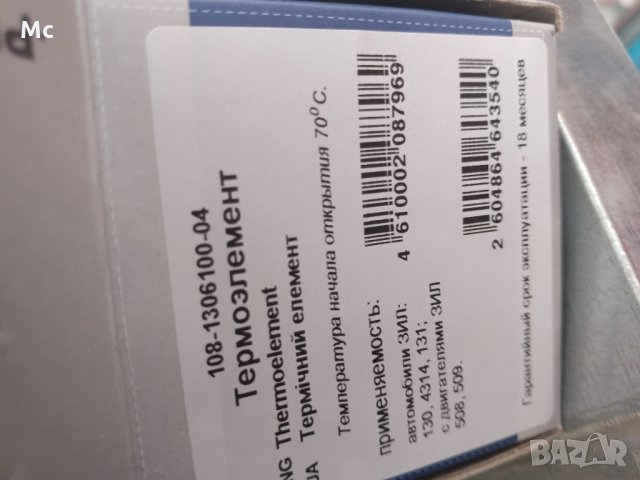 Mc
108-1306100-04
Термоэлемент
NG Thermoelement
UA Термічний елемент
Температура начала открытия 70°С.
применяемость:
автомобили ЗИЛ:
130, 4314, 131;
с двигателями ЗИЛ
508, 509.
4 610002 087969
2 604864 643540
Гарантийный срок эксплуатации - 18 месяцев
BAZAR